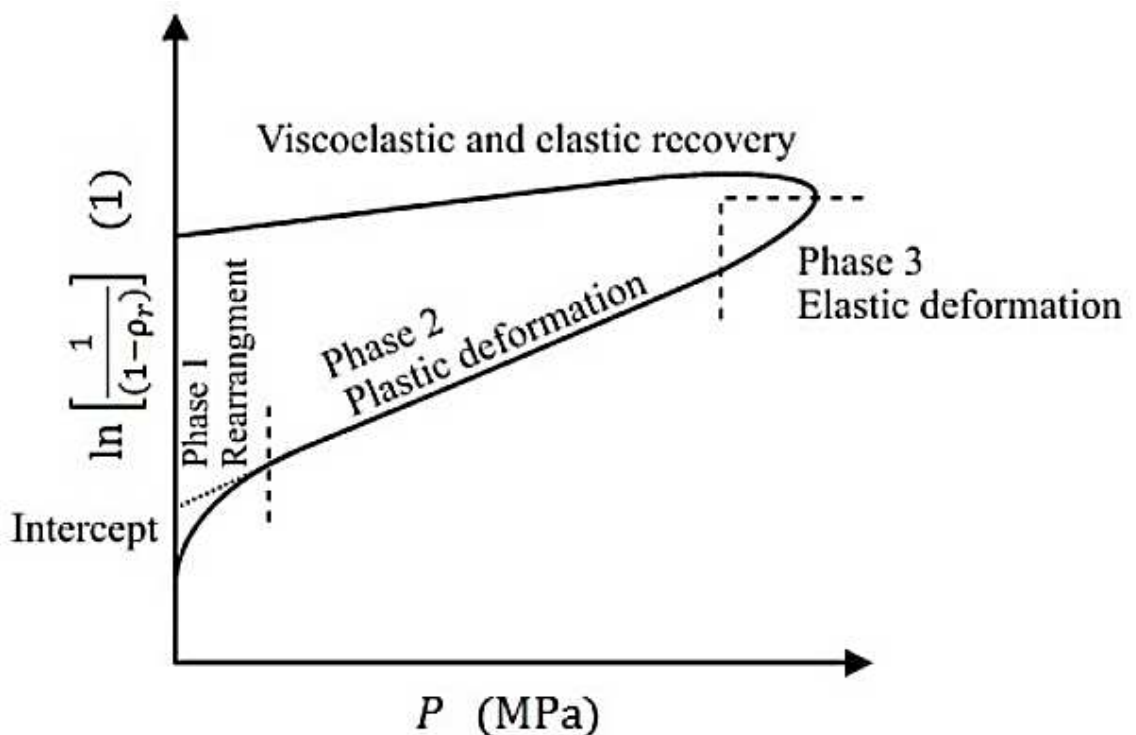 Viscoelastic and elastic recovery
ln [1/(1−ρr)] (1)
Phase 1
Rearrangment
Phase 2
Plastic deformation
Phase 3
Elastic deformation
Intercept
P (MPa)